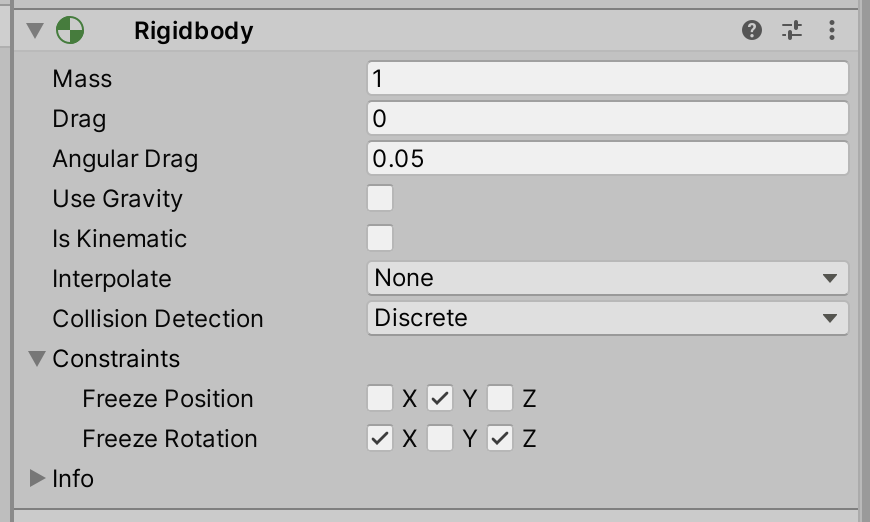 Rigidbody
Mass 1
Drag 0
Angular Drag 0.05
Use Gravity
Is Kinematic
Interpolate None
Collision Detection Discrete
Constraints
Freeze Position X Y Z
Freeze Rotation X Y Z
Info